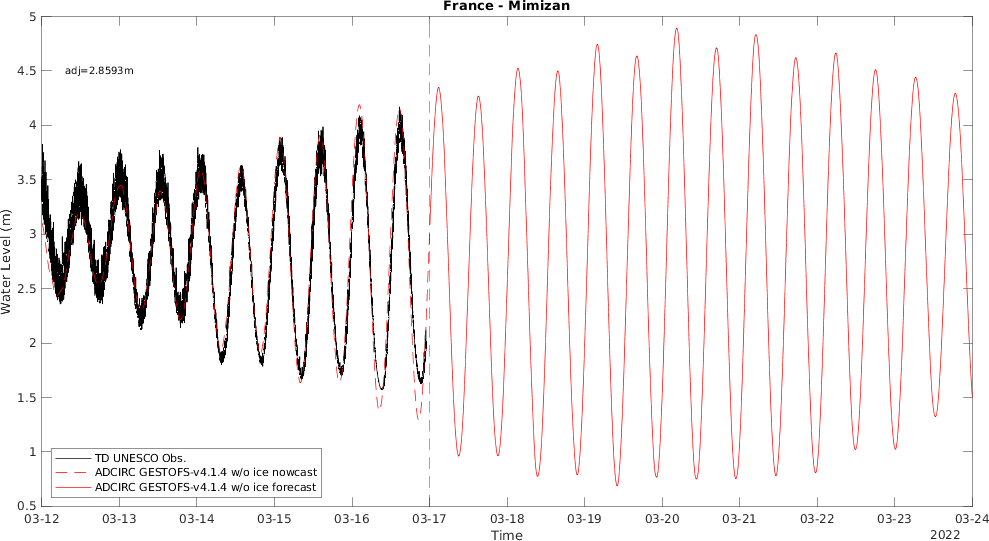 France - Mimizan
adj=2.8593m
5
4.5
4
3.5
3
2.5
2
1.5
1
0.5
Water Level (m)
TD UNESCO Obs.
ADCIRC GESTOFS-v4.1.4 w/o ice nowcast
ADCIRC GESTOFS-v4.1.4 w/o ice forecast
03-12 03-13 03-14 03-15 03-16 03-17 03-18 03-19 03-20 03-21 03-22 03-23 03-24
Time
2022